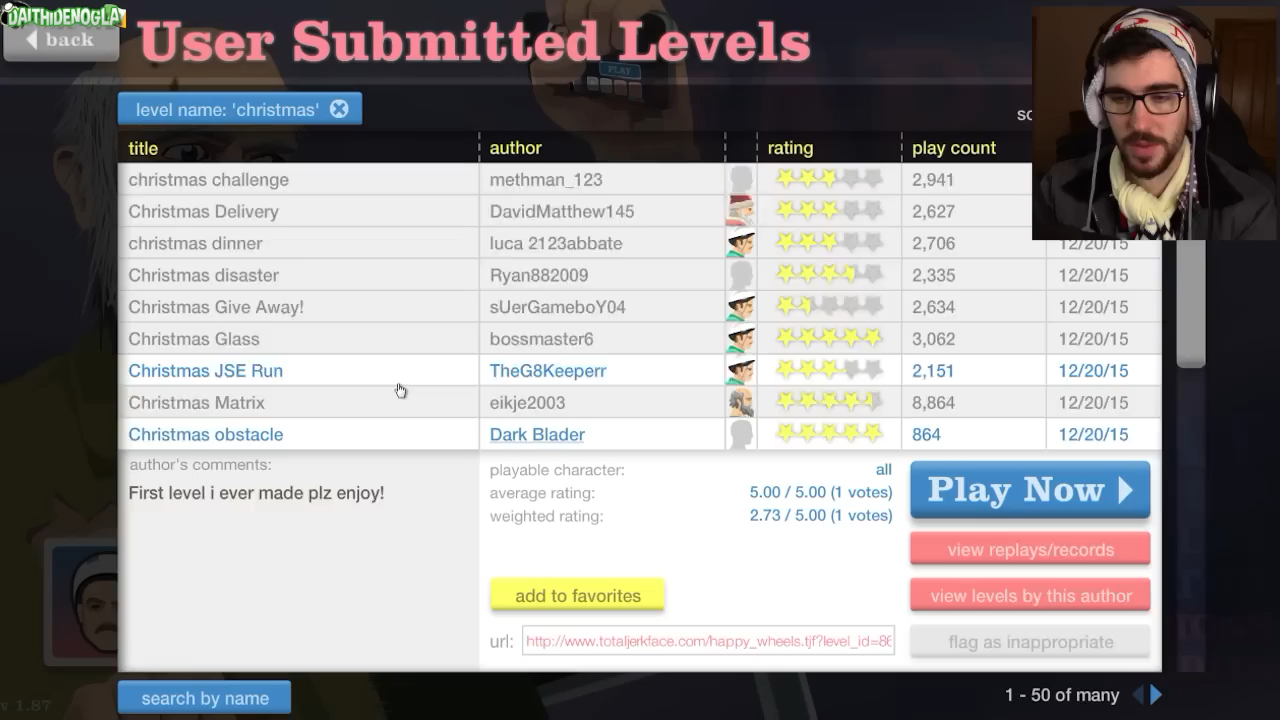 DAITHIDENOGLA
back
User Submitted Levels
level name: 'christmas'
title author rating play count
christmas challenge methman_123 2,941
Christmas Delivery DavidMatthew145 2,627
christmas dinner luca 2123abbate 2,706 12/20/15
Christmas disaster Ryan882009 2,335 12/20/15
Christmas Give Away! sUerGameboY04 2,634 12/20/15
Christmas Glass bossmaster6 3,062 12/20/15
Christmas JSE Run TheG8Keeperr 2,151 12/20/15
Christmas Matrix eikje2003 8,864 12/20/15
Christmas obstacle Dark Blader 864 12/20/15
author's comments:
First level i ever made plz enjoy!
playable character: all
average rating: 5.00 / 5.00 (1 votes)
weighted rating: 2.73 / 5.00 (1 votes)
Play Now
view replays/records
add to favorites
view levels by this author
url: http://www.totaljerkface.com/happy_wheels.tjf?level_id=86
flag as inappropriate
search by name
1 - 50 of many
v 1.87
PLAY